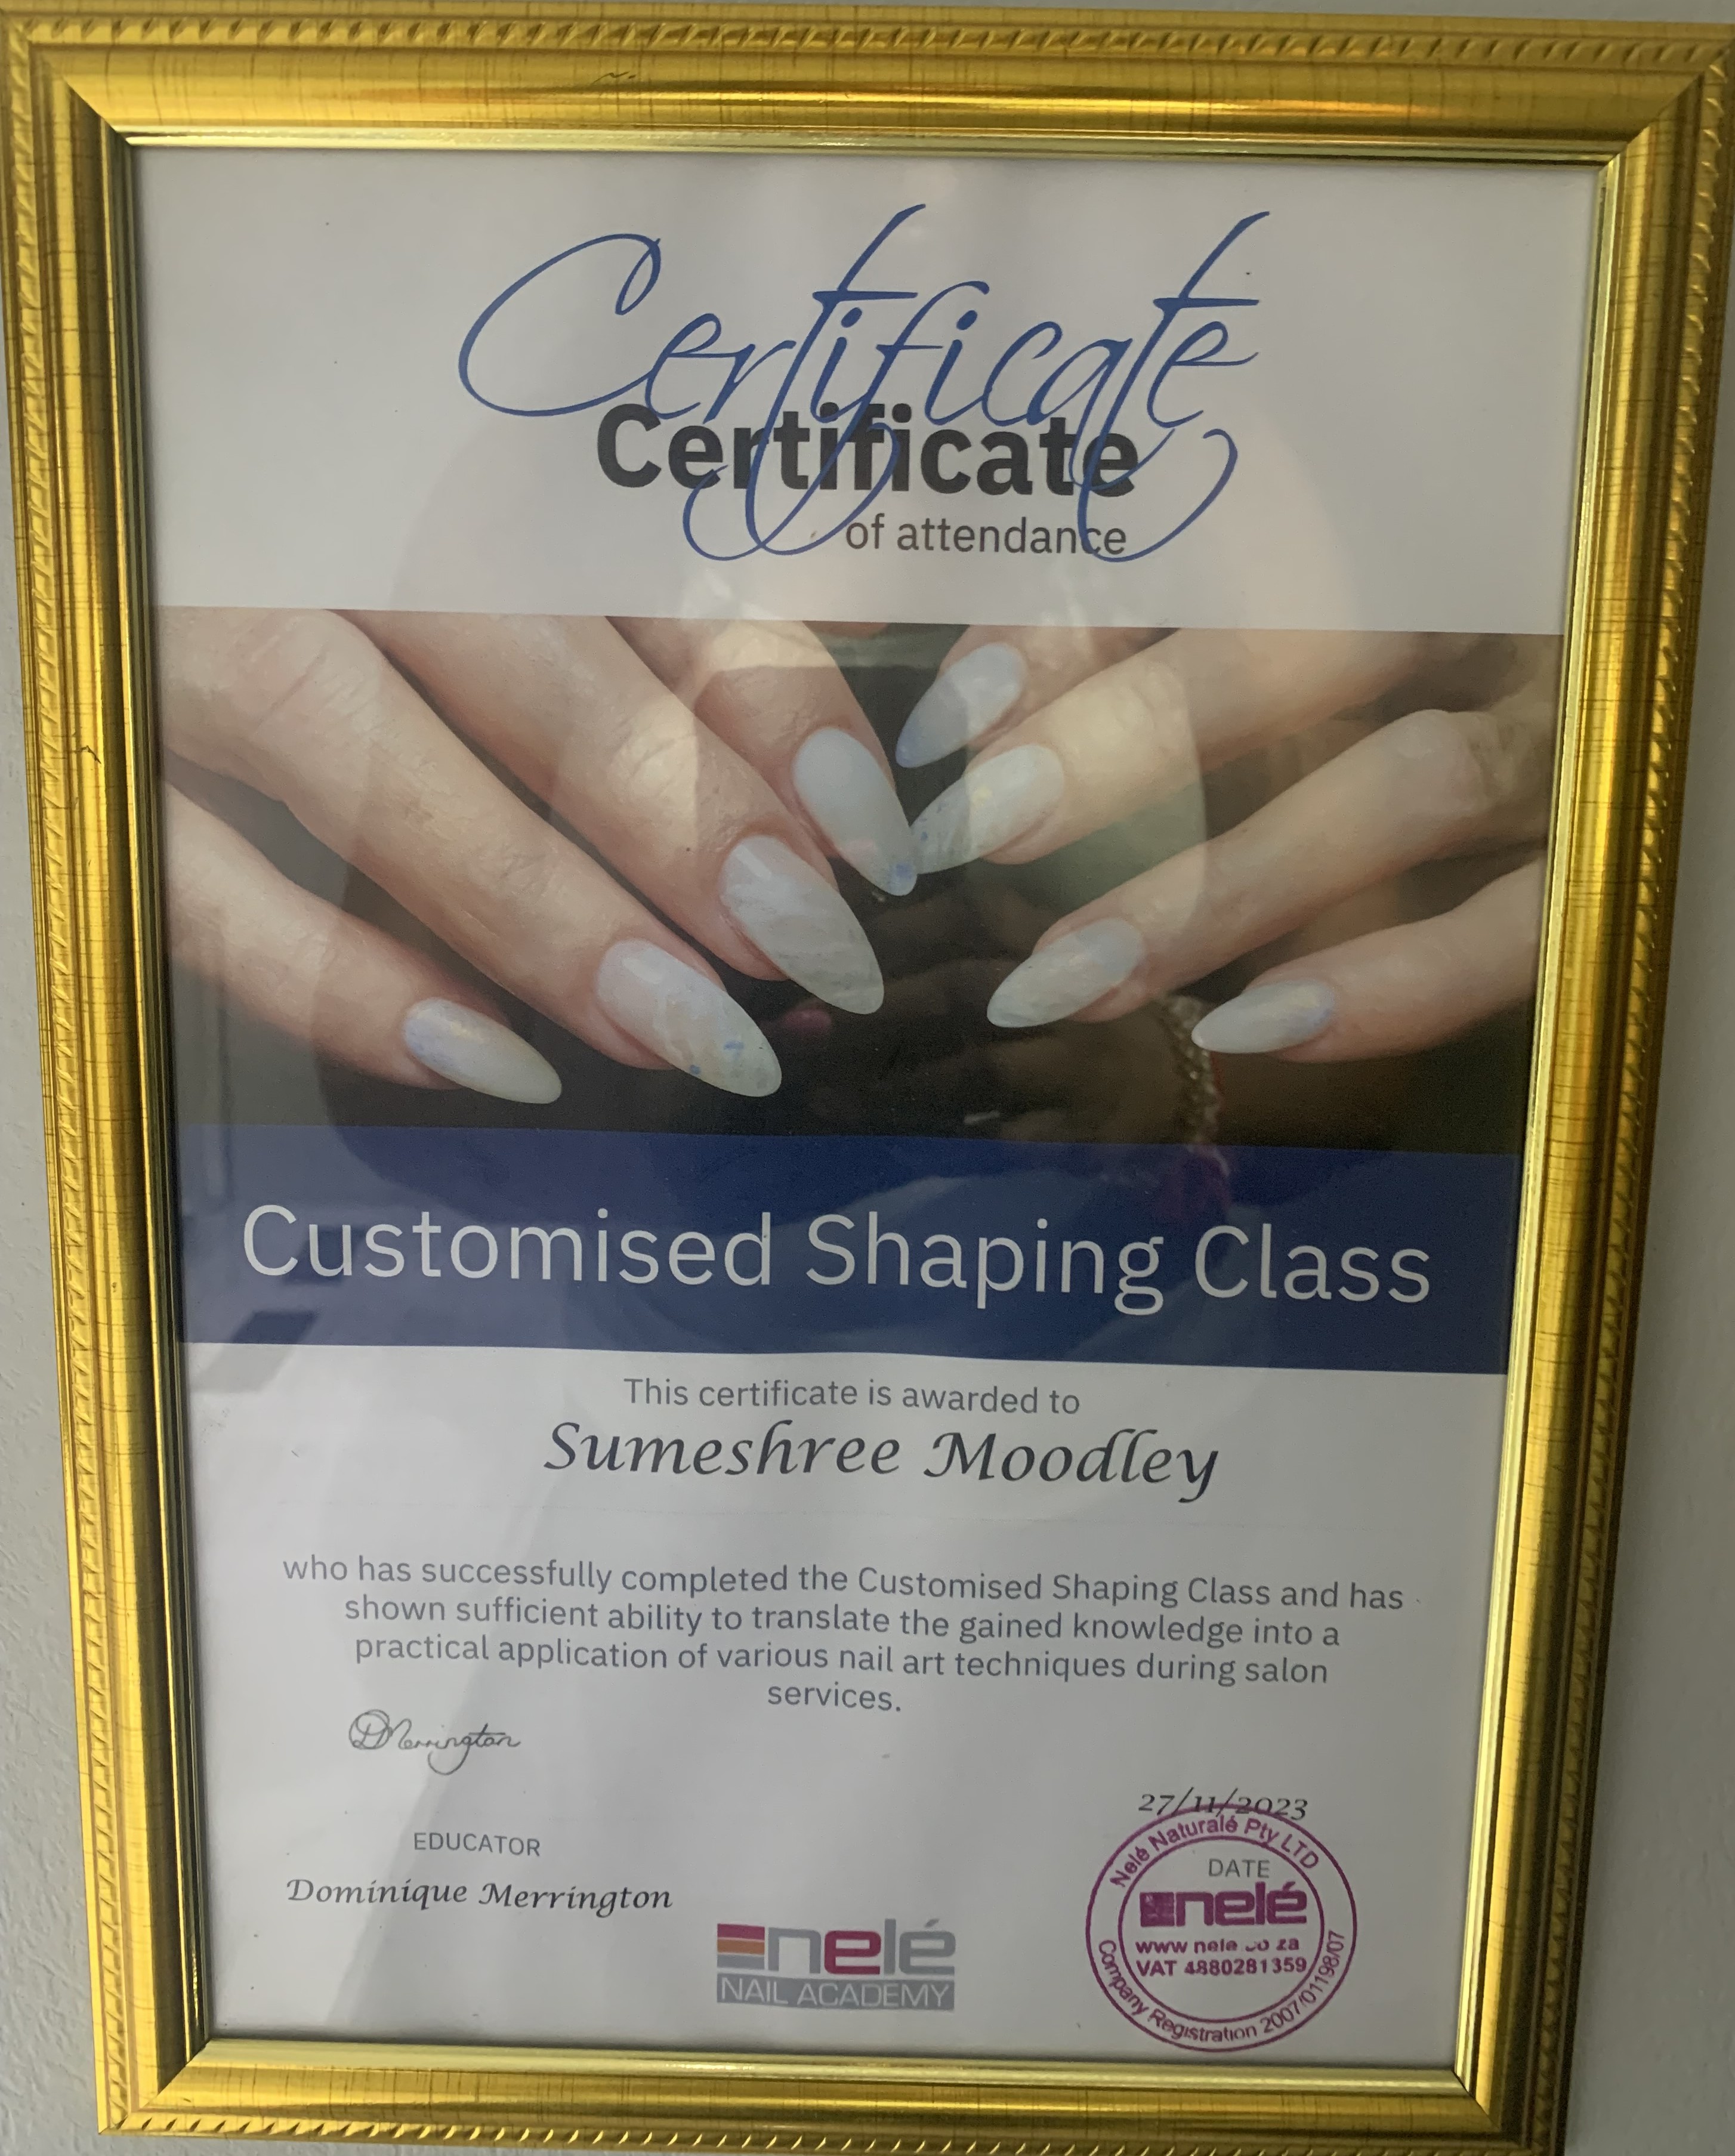 Certificate
Certificate
of attendance
Customised Shaping Class
This certificate is awarded to
Sumeshree Moodley
who has successfully completed the Customised Shaping Class and has
shown sufficient ability to translate the gained knowledge into a
practical application of various nail art techniques during salon
services.
DMerrington
27/11/2023
EDUCATOR
Dominique Merrington
nelé
NAIL ACADEMY
Nelé Naturalé Pty LTD
DATE
nelé
www nele .co za
VAT 4880281359
Company Registration 2007/01198/07